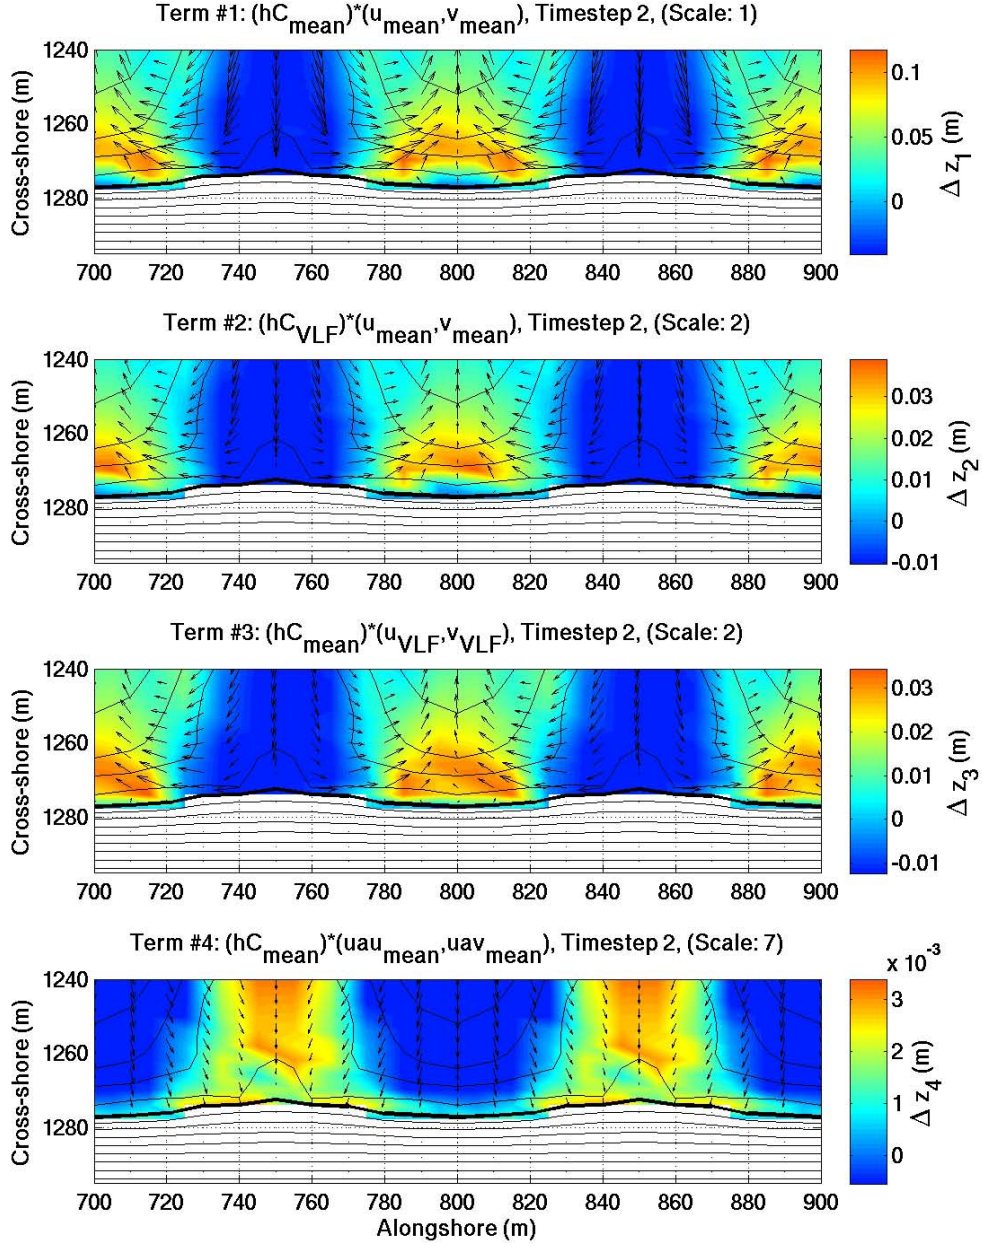 Term #1: (hC_mean)*(u_mean,v_mean), Timestep 2, (Scale: 1)
1240
1260
1280
Cross-shore (m)
700 720 740 760 780 800 820 840 860 880 900
0.1
0.05
0
Δ z_1 (m)
Term #2: (hC_VLF)*(u_mean,v_mean), Timestep 2, (Scale: 2)
1240
1260
1280
Cross-shore (m)
700 720 740 760 780 800 820 840 860 880 900
0.03
0.02
0.01
0
-0.01
Δ z_2 (m)
Term #3: (hC_mean)*(u_VLF,v_VLF), Timestep 2, (Scale: 2)
1240
1260
1280
Cross-shore (m)
700 720 740 760 780 800 820 840 860 880 900
0.03
0.02
0.01
0
-0.01
Δ z_3 (m)
Term #4: (hC_mean)*(uau_mean,uav_mean), Timestep 2, (Scale: 7)
1240
1260
1280
Cross-shore (m)
700 720 740 760 780 800 820 840 860 880 900
Alongshore (m)
x 10^-3
3
2
1
0
Δ z_4 (m)